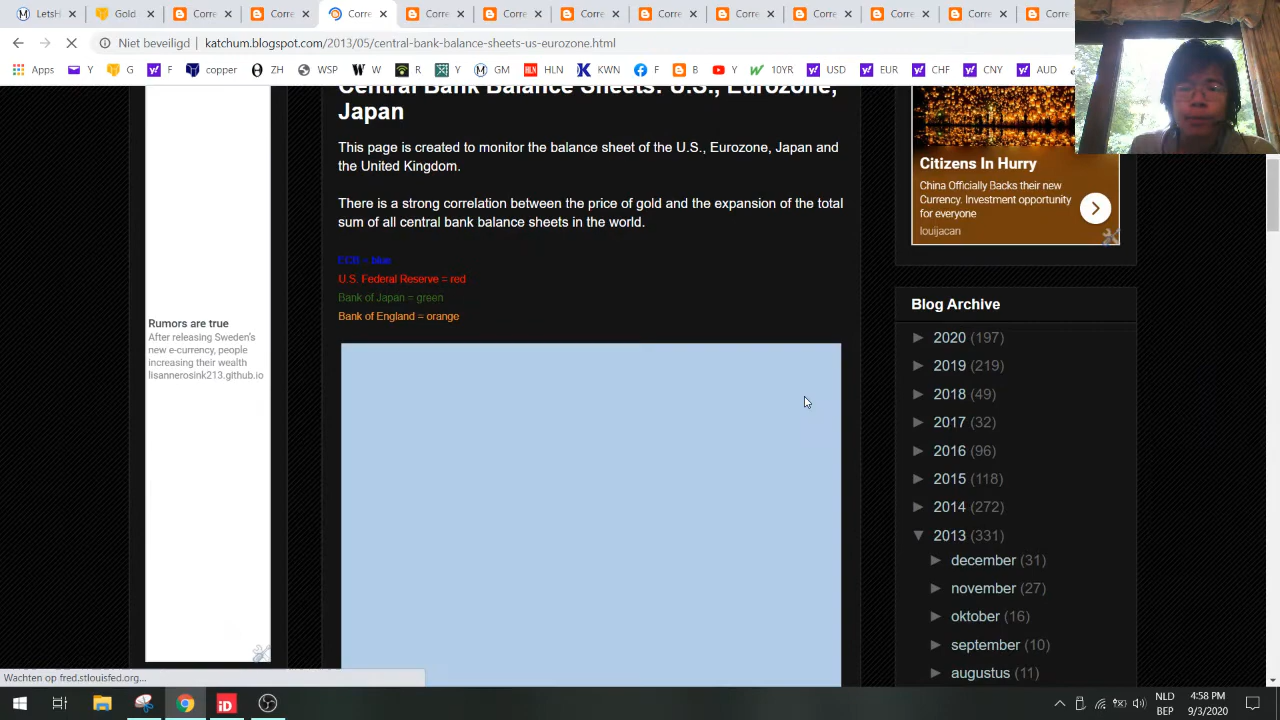 LetsH
Gold
Corre
Corre
Corre
Corre
Corre
Corre
Corre
Corre
Corre
Corre
Corre
Niet beveiligd
katchum.blogspot.com/2013/05/central-bank-balance-sheets-us-eurozone.html
Apps
Y
G
F
copper
ZH
WSP
W
R
Y
GM
HLN
KWN
F
B
Y
10YR
J
EUR
CHF
CNY
AUD
Central Bank Balance Sheets: U.S., Eurozone,
Japan
This page is created to monitor the balance sheet of the U.S., Eurozone, Japan and
the United Kingdom.
There is a strong correlation between the price of gold and the expansion of the total
sum of all central bank balance sheets in the world.
ECB = blue
U.S. Federal Reserve = red
Bank of Japan = green
Bank of England = orange
Rumors are true
After releasing Sweden's
new e-currency, people
increasing their wealth
lisannerosink213.github.io
Citizens In Hurry
China Officially Backs their new
Currency. Investment opportunity
for everyone
louijacan
Blog Archive
► 2020 (197)
► 2019 (219)
► 2018 (49)
► 2017 (32)
► 2016 (96)
► 2015 (118)
► 2014 (272)
▼ 2013 (331)
► december (31)
► november (27)
► oktober (16)
► september (10)
► augustus (11)
Wachten op fred.stlouisfed.org...
iD
NLD
BEP
4:58 PM
9/3/2020